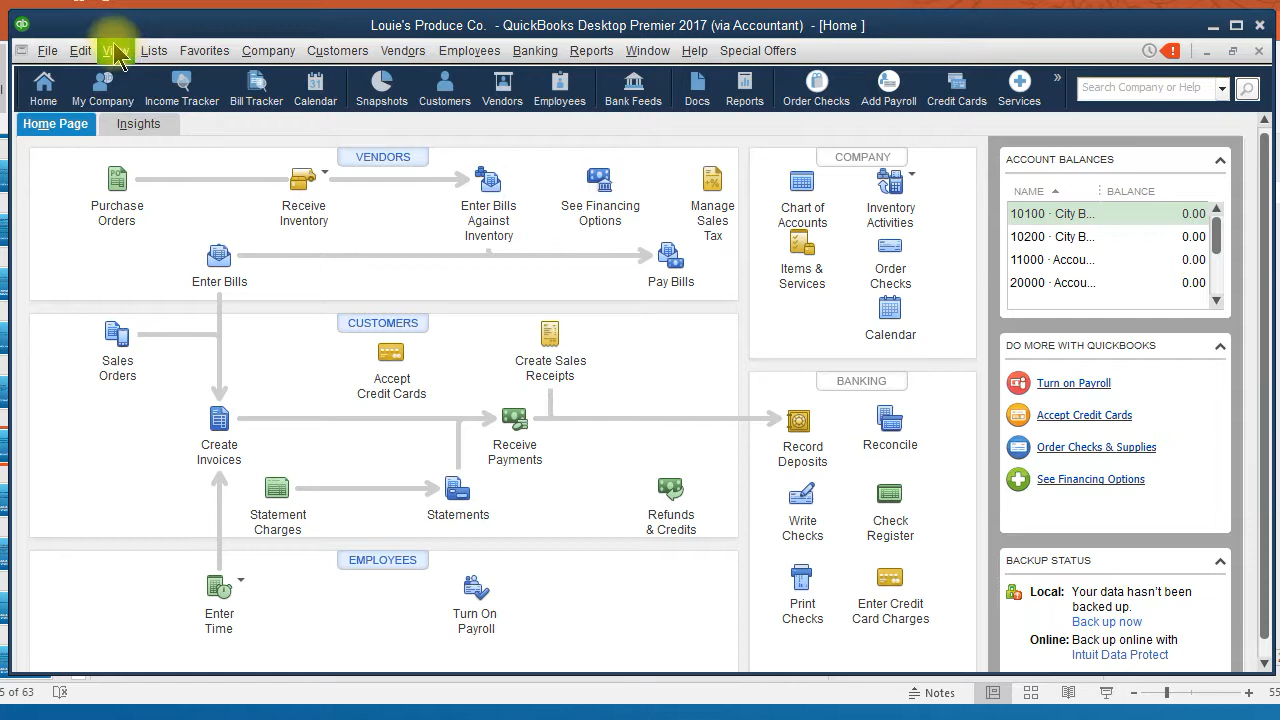 Louie's Produce Co. - QuickBooks Desktop Premier 2017 (via Accountant) - [Home ]
File Edit View Lists Favorites Company Customers Vendors Employees Banking Reports Window Help Special Offers
Home My Company Income Tracker Bill Tracker Calendar Snapshots Customers Vendors Employees Bank Feeds Docs Reports Order Checks Add Payroll Credit Cards Services » Search Company or Help
Home Page Insights
VENDORS
Purchase
Orders
Receive
Inventory
Enter Bills
Against
Inventory
See Financing
Options
Manage
Sales
Tax
Enter Bills
Pay Bills
CUSTOMERS
Sales
Orders
Accept
Credit Cards
Create Sales
Receipts
Create
Invoices
Receive
Payments
Statement
Charges
Statements
Refunds
& Credits
EMPLOYEES
Enter
Time
Turn On
Payroll
COMPANY
Chart of
Accounts
Inventory
Activities
Items &
Services
Order
Checks
Calendar
BANKING
Record
Deposits
Reconcile
Write
Checks
Check
Register
Print
Checks
Enter Credit
Card Charges
ACCOUNT BALANCES
NAME BALANCE
10100 · City B... 0.00
10200 · City B... 0.00
11000 · Accou... 0.00
20000 · Accou... 0.00
DO MORE WITH QUICKBOOKS
Turn on Payroll
Accept Credit Cards
Order Checks & Supplies
See Financing Options
BACKUP STATUS
Local: Your data hasn't been
backed up.
Back up now
Online: Back up online with
Intuit Data Protect
5 of 63 Notes 55